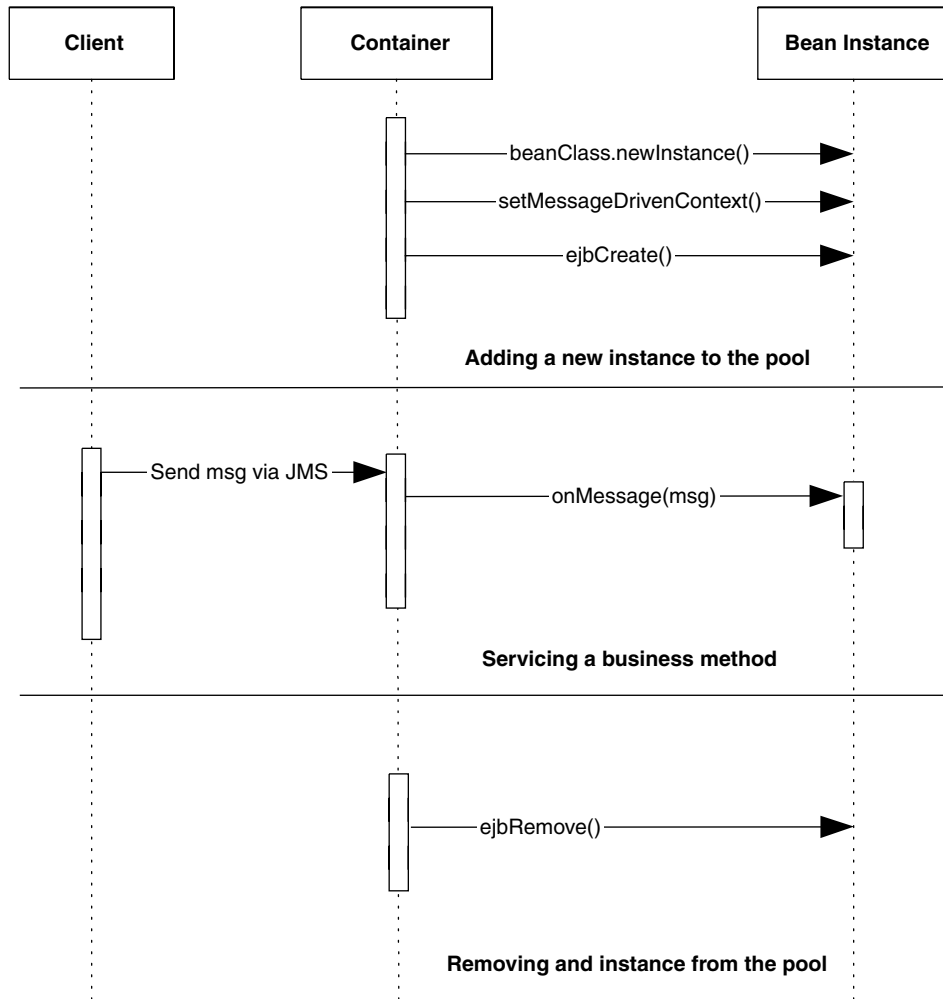 Client
Container
Bean Instance
beanClass.newInstance()
setMessageDrivenContext()
ejbCreate()
Adding a new instance to the pool
Send msg via JMS
onMessage(msg)
Servicing a business method
ejbRemove()
Removing and instance from the pool